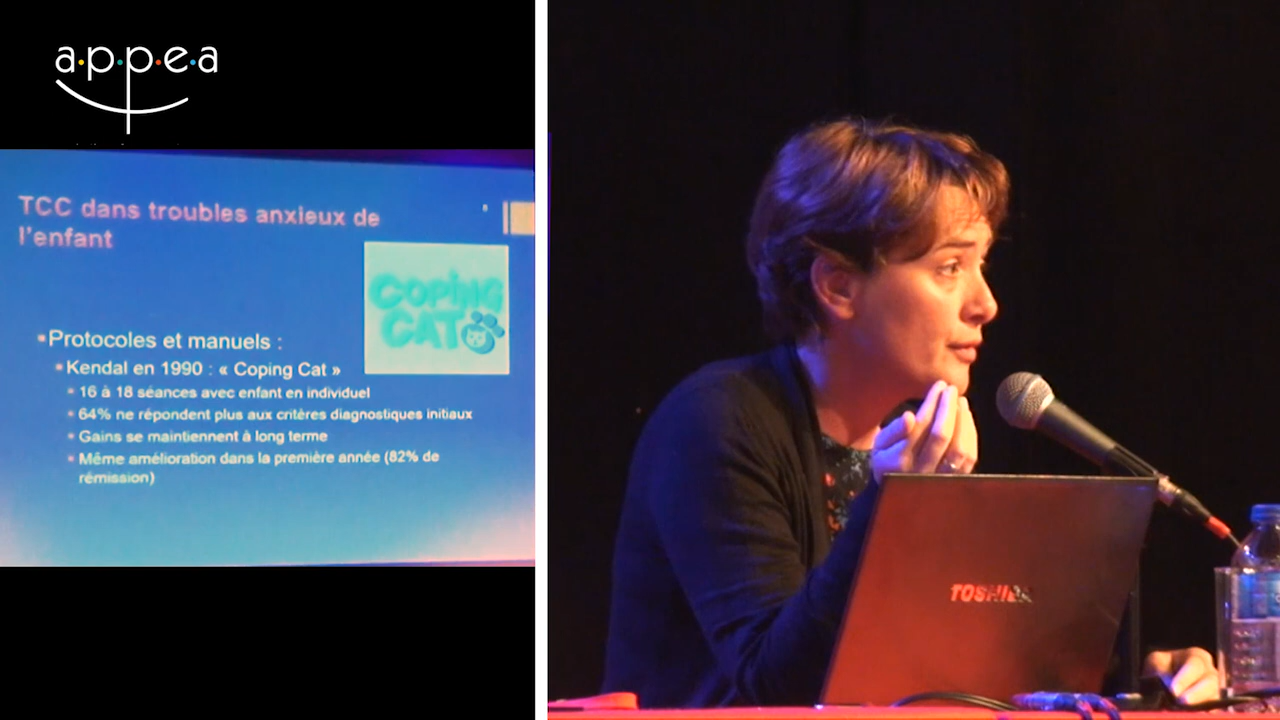 a·p·p·e·a
TCC dans troubles anxieux de
l'enfant
COPING
CAT
Protocoles et manuels :
Kendal en 1990 : « Coping Cat »
16 à 18 séances avec enfant en individuel
64% ne répondent plus aux critères diagnostiques initiaux
Gains se maintiennent à long terme
Même amélioration dans la première année (82% de
rémission)
TOSHIBA